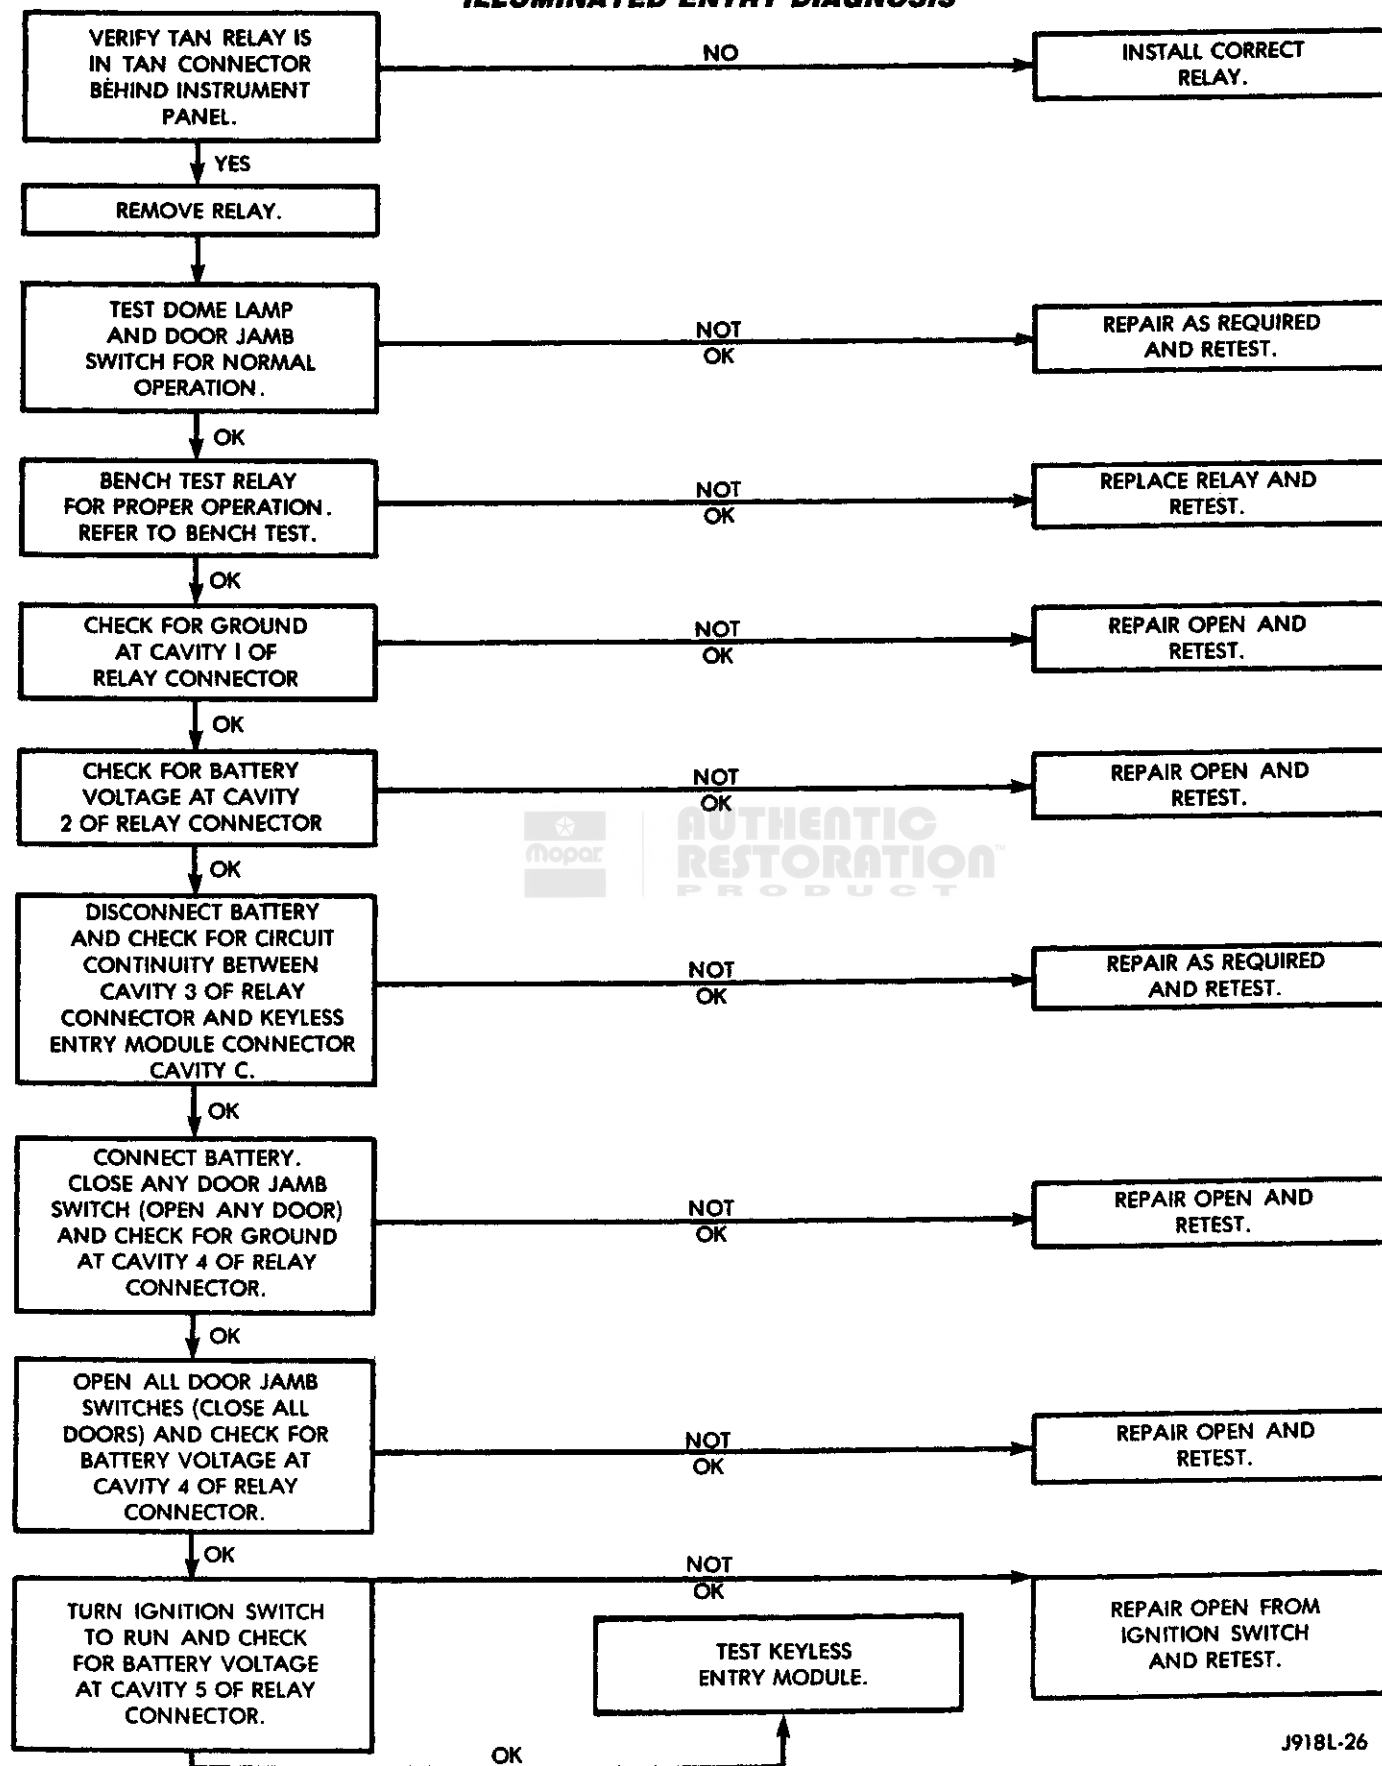 ILLUMINATED ENTRY DIAGNOSIS
VERIFY TAN RELAY IS
IN TAN CONNECTOR
BEHIND INSTRUMENT
PANEL.
NO
INSTALL CORRECT
RELAY.
YES
REMOVE RELAY.
TEST DOME LAMP
AND DOOR JAMB
SWITCH FOR NORMAL
OPERATION.
NOT
OK
REPAIR AS REQUIRED
AND RETEST.
OK
BENCH TEST RELAY
FOR PROPER OPERATION.
REFER TO BENCH TEST.
NOT
OK
REPLACE RELAY AND
RETEST.
OK
CHECK FOR GROUND
AT CAVITY 1 OF
RELAY CONNECTOR
NOT
OK
REPAIR OPEN AND
RETEST.
OK
CHECK FOR BATTERY
VOLTAGE AT CAVITY
2 OF RELAY CONNECTOR
NOT
OK
REPAIR OPEN AND
RETEST.
Mopar
AUTHENTIC
RESTORATION™
PRODUCT
OK
DISCONNECT BATTERY
AND CHECK FOR CIRCUIT
CONTINUITY BETWEEN
CAVITY 3 OF RELAY
CONNECTOR AND KEYLESS
ENTRY MODULE CONNECTOR
CAVITY C.
NOT
OK
REPAIR AS REQUIRED
AND RETEST.
OK
CONNECT BATTERY.
CLOSE ANY DOOR JAMB
SWITCH (OPEN ANY DOOR)
AND CHECK FOR GROUND
AT CAVITY 4 OF RELAY
CONNECTOR.
NOT
OK
REPAIR OPEN AND
RETEST.
OK
OPEN ALL DOOR JAMB
SWITCHES (CLOSE ALL
DOORS) AND CHECK FOR
BATTERY VOLTAGE AT
CAVITY 4 OF RELAY
CONNECTOR.
NOT
OK
REPAIR OPEN AND
RETEST.
OK
TURN IGNITION SWITCH
TO RUN AND CHECK
FOR BATTERY VOLTAGE
AT CAVITY 5 OF RELAY
CONNECTOR.
NOT
OK
REPAIR OPEN FROM
IGNITION SWITCH
AND RETEST.
TEST KEYLESS
ENTRY MODULE.
OK
J918L-26